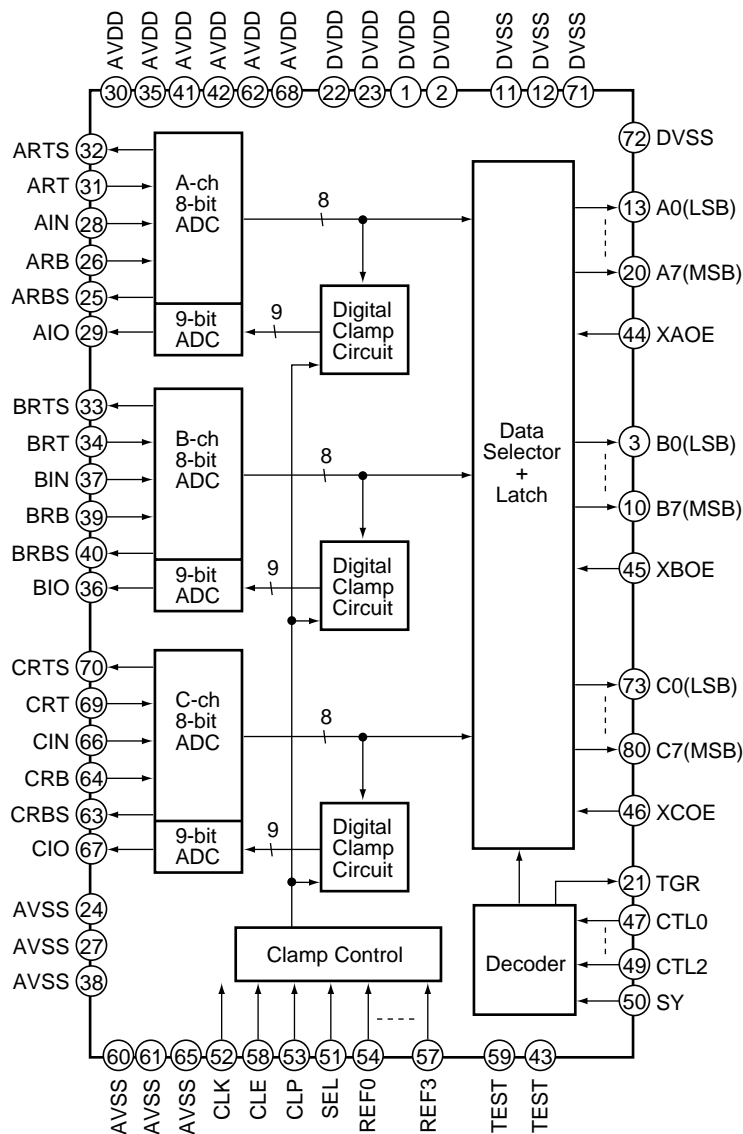 AVDD AVDD AVDD AVDD AVDD AVDD DVDD DVDD DVDD DVDD DVSS DVSS DVSS
30 35 41 42 62 68 22 23 1 2 11 12 71
72 DVSS
ARTS 32
ART 31
AIN 28
ARB 26
ARBS 25
AIO 29
A-ch
8-bit
ADC
9-bit
ADC
8
9
Digital
Clamp
Circuit
13 A0(LSB)
20 A7(MSB)
44 XAOE
BRTS 33
BRT 34
BIN 37
BRB 39
BRBS 40
BIO 36
B-ch
8-bit
ADC
9-bit
ADC
8
9
Digital
Clamp
Circuit
Data
Selector
+
Latch
3 B0(LSB)
10 B7(MSB)
45 XBOE
CRTS 70
CRT 69
CIN 66
CRB 64
CRBS 63
CIO 67
C-ch
8-bit
ADC
9-bit
ADC
8
9
Digital
Clamp
Circuit
73 C0(LSB)
80 C7(MSB)
46 XCOE
AVSS 24
AVSS 27
AVSS 38
Clamp Control
Decoder
21 TGR
47 CTL0
49 CTL2
50 SY
60 61 65 52 58 53 51 54 57 59 43
AVSS AVSS AVSS CLK CLE CLP SEL REF0 REF3 TEST TEST